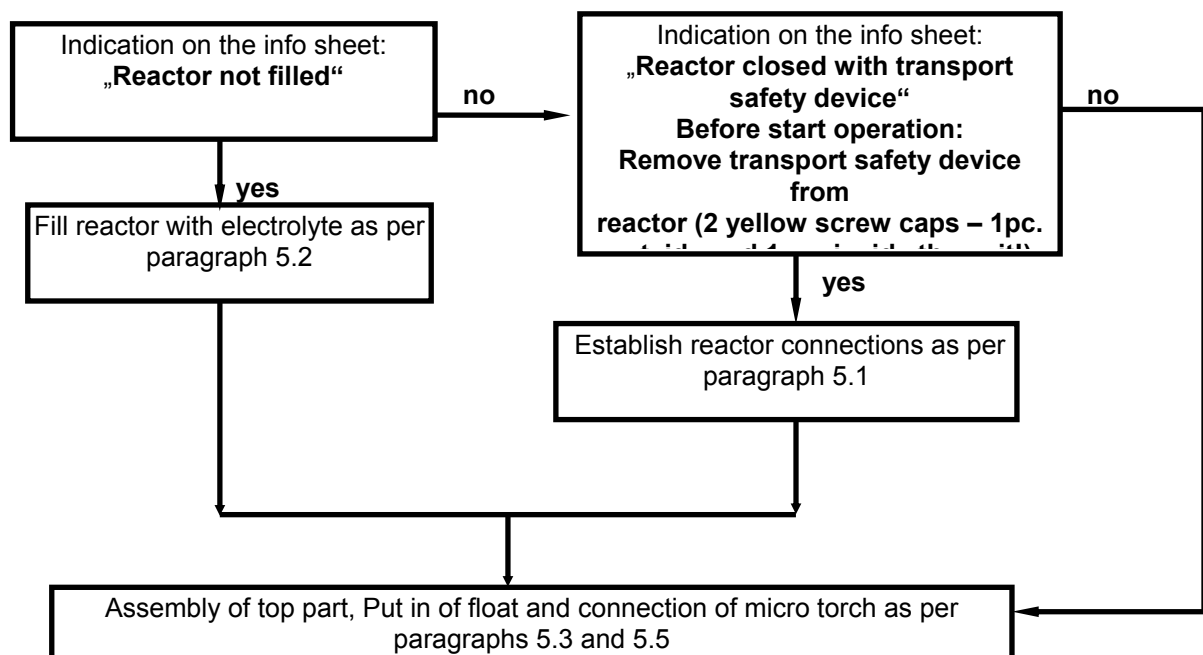 Indication on the info sheet:
„Reactor not filled“
no
Indication on the info sheet:
„Reactor closed with transport
safety device“
Before start operation:
Remove transport safety device
from
reactor (2 yellow screw caps – 1pc.
no
yes
Fill reactor with electrolyte as per
paragraph 5.2
yes
Establish reactor connections as per
paragraph 5.1
Assembly of top part, Put in of float and connection of micro torch as per
paragraphs 5.3 and 5.5